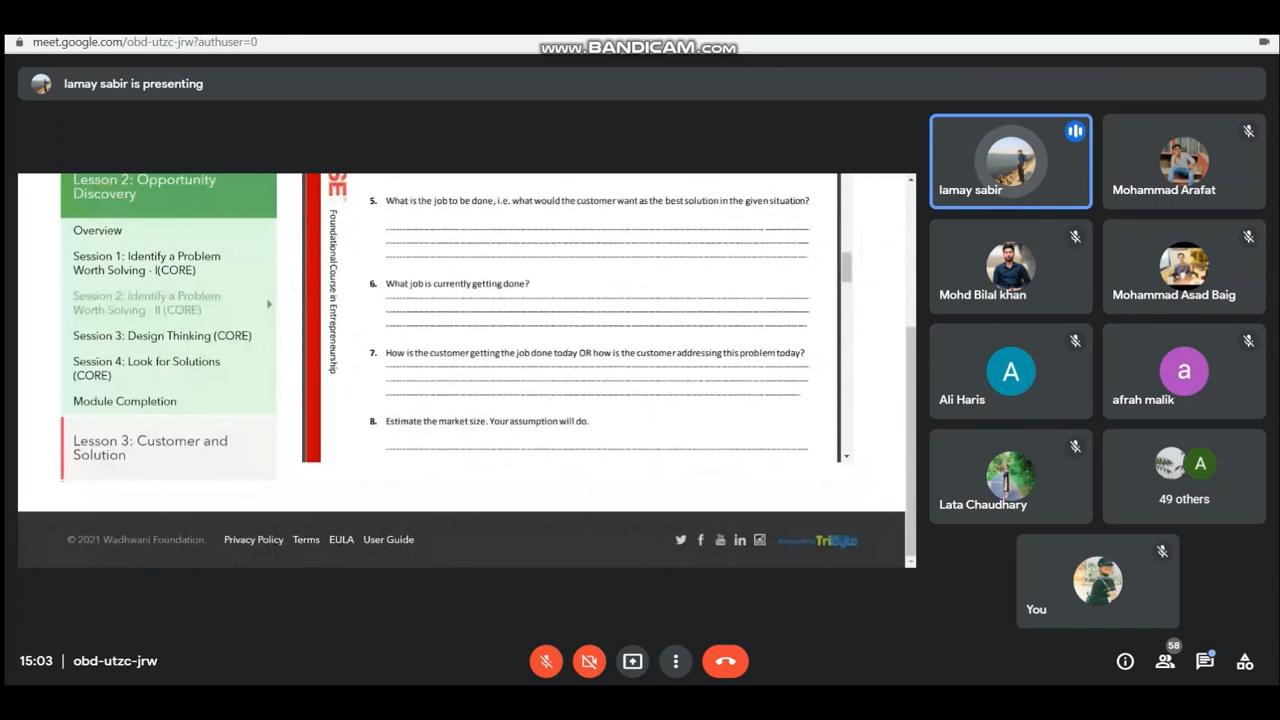 meet.google.com/obd-utzc-jrw?authuser=0
WWW.BANDICAM.COM
lamay sabir is presenting
Lesson 2: Opportunity
Discovery
Overview
Session 1: Identify a Problem
Worth Solving - I(CORE)
Session 2: Identify a Problem
Worth Solving - II (CORE)
Session 3: Design Thinking (CORE)
Session 4: Look for Solutions
(CORE)
Module Completion
Lesson 3: Customer and
Solution
SE
Foundational Course in Entrepreneurship
5. What is the job to be done, i.e. what would the customer want as the best solution in the given situation?
6. What job is currently getting done?
7. How is the customer getting the job done today OR how is the customer addressing this problem today?
8. Estimate the market size. Your assumption will do.
© 2021 Wadhwani Foundation.
Privacy Policy
Terms
EULA
User Guide
TriByte
lamay sabir
Mohammad Arafat
Mohd Bilal khan
Mohammad Asad Baig
A
Ali Haris
a
afrah malik
Lata Chaudhary
A
49 others
You
15:03 | obd-utzc-jrw
58